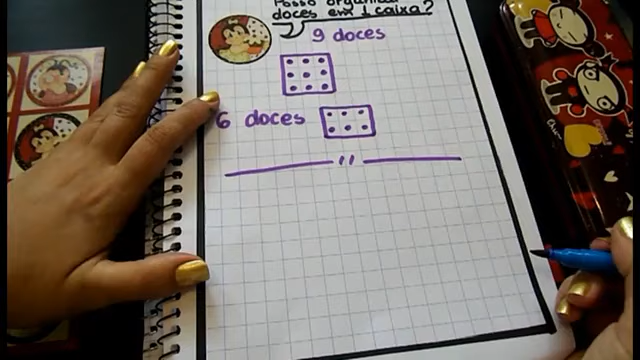 Posso organizar
doces em 1 caixa?
9 doces
6 doces